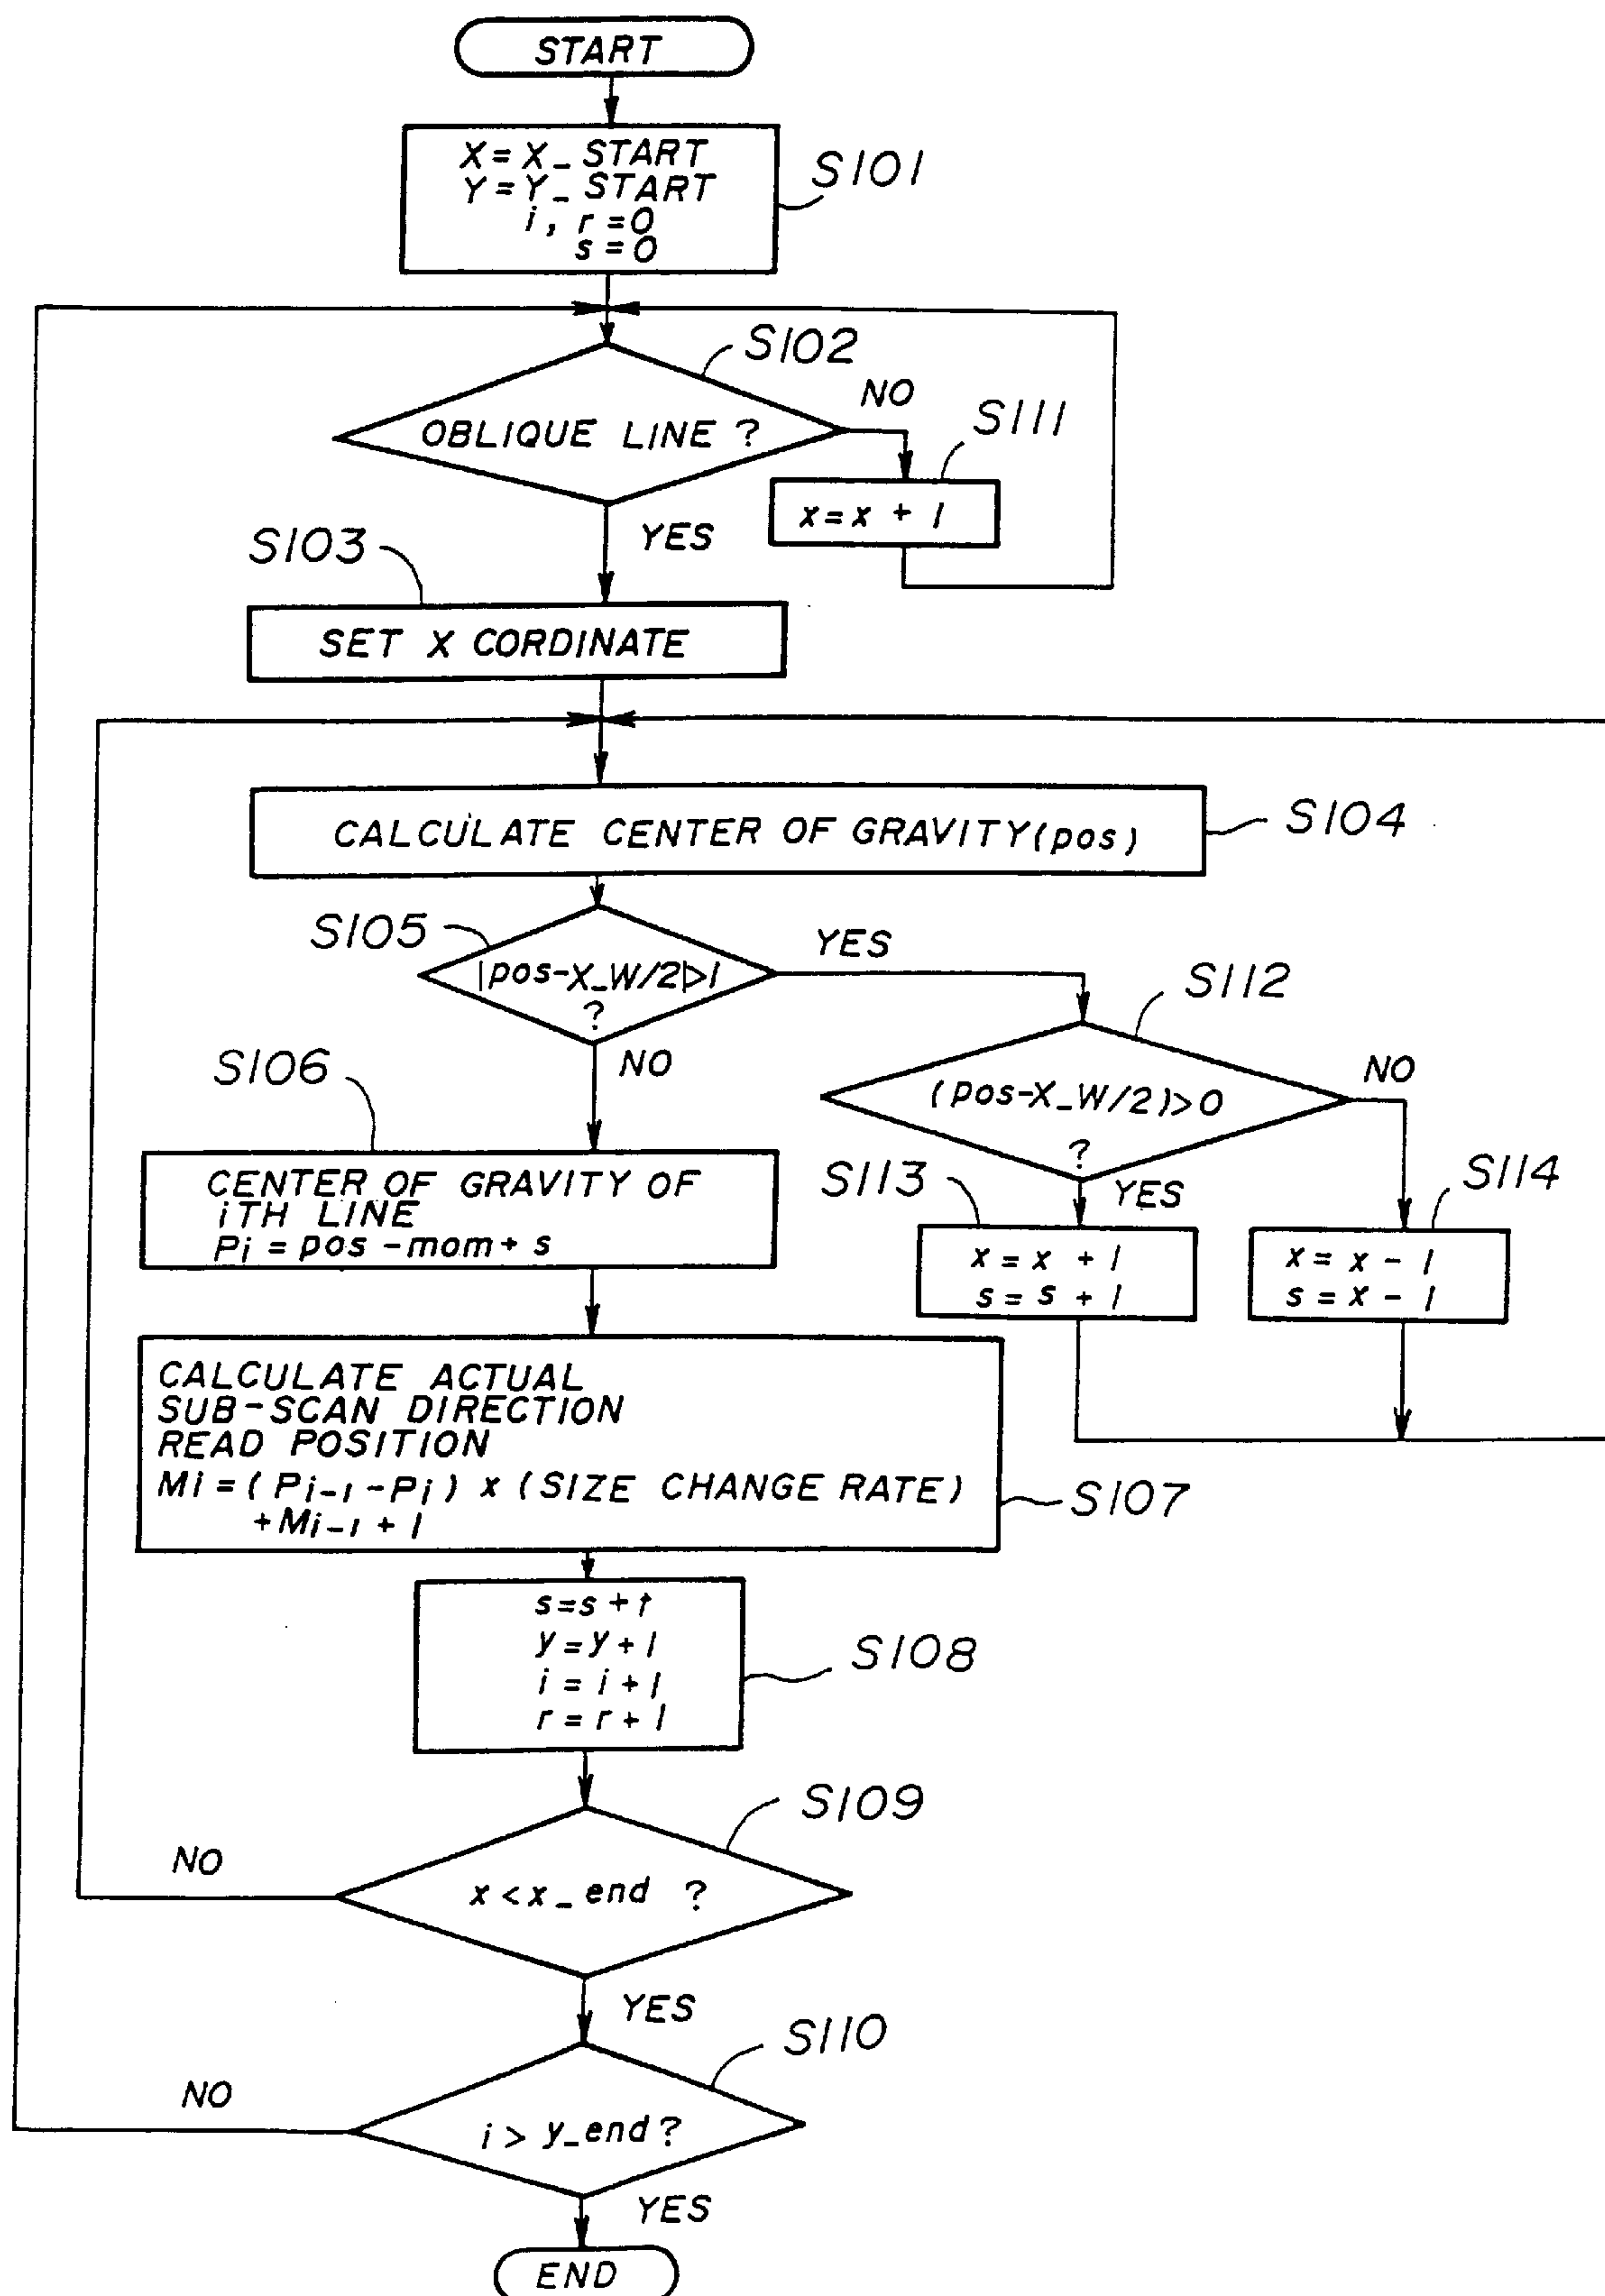 START
X=X_START
Y=Y_START
i, r=0
s=0
S101
S102
OBLIQUE LINE ?
NO
S111
x=x + 1
YES
S103
SET X CORDINATE
CALCULATE CENTER OF GRAVITY(pos)
S104
S105
|pos-X_W/2|>1
?
YES
NO
S112
(pos-X_W/2)>0
?
NO
YES
S106
CENTER OF GRAVITY OF
iTH LINE
Pi = pos -mom+ s
S113
x = x + 1
s = s + 1
S114
x = x - 1
s = x - 1
CALCULATE ACTUAL
SUB-SCAN DIRECTION
READ POSITION
Mi =( Pi-1 -Pi ) x (SIZE CHANGE RATE)
+Mi-1 + 1
S107
s=s +1
y=y+1
i = i +1
r = r + 1
S108
S109
x <x_end ?
NO
YES
S110
i > y_end?
NO
YES
END